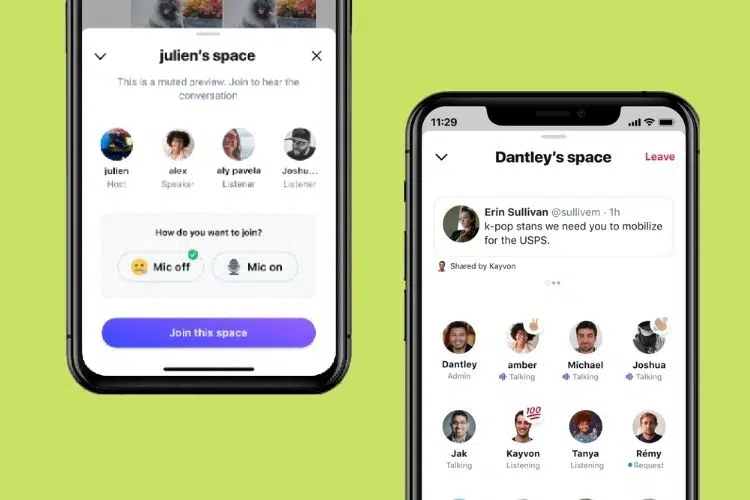 julien's space
This is a muted preview. Join to hear the
conversation
julien
Host
alex
Speaker
aly pavela
Listener
Joshu...
Listener
How do you want to join?
Mic off
Mic on
Join this space
11:29
Dantley's space
Leave
Erin Sullivan @sullivem · 1h
k-pop stans we need you to mobilize
for the USPS.
Shared by Kayvon
Dantley
Admin
amber
Talking
Michael
Talking
Joshua
Talking
Jak
Talking
100
Kayvon
Listening
Tanya
Listening
Rémy
Request